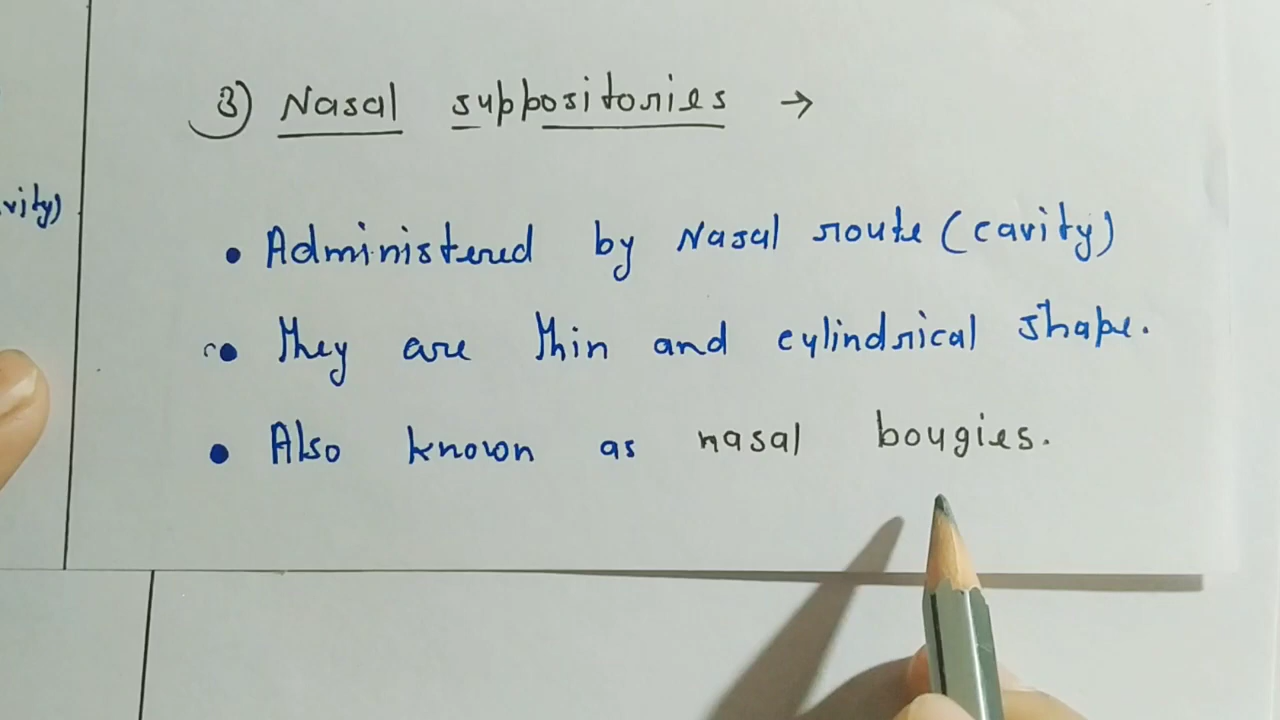 3) Nasal suppositories →
vity)
• Administered by Nasal route (cavity)
• They are thin and cylindrical shape.
• Also known as nasal bougies.